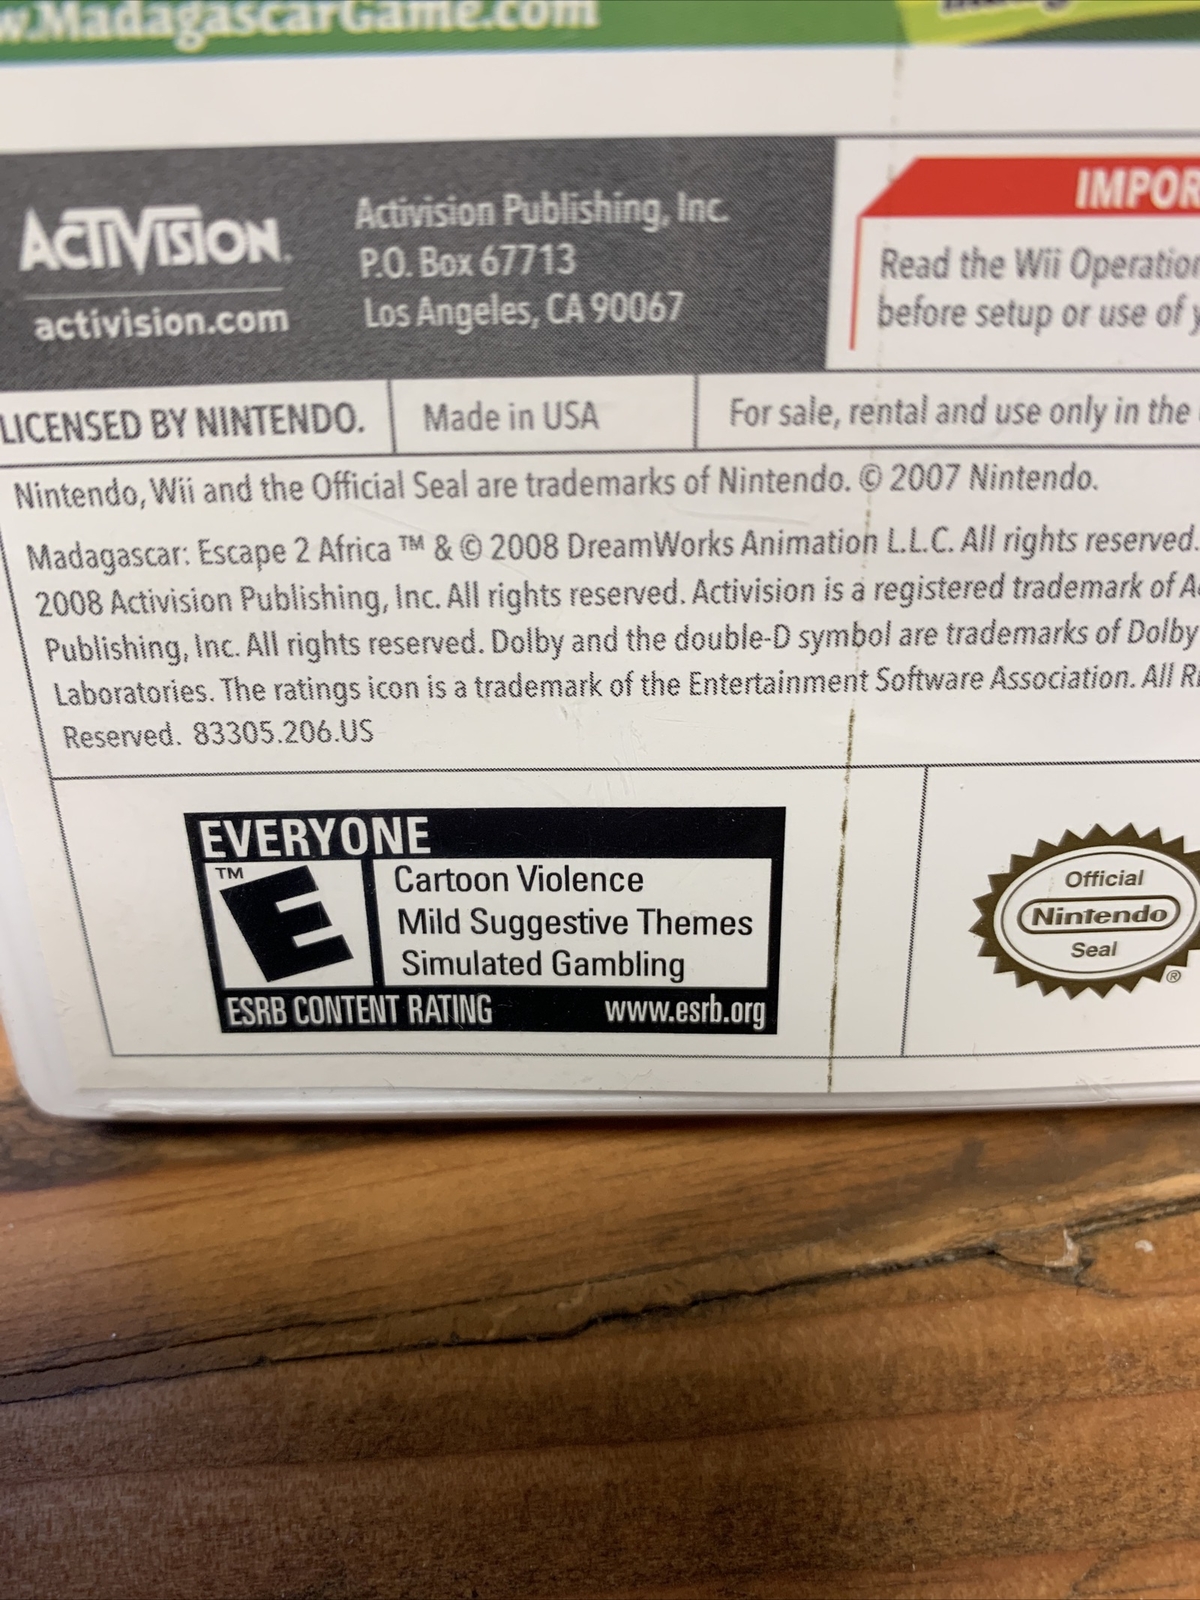 w.MadagascarGame.com
ACTIVISION.
activision.com
Activision Publishing, Inc.
P.O. Box 67713
Los Angeles, CA 90067
IMPOR
Read the Wii Operation
before setup or use of y
LICENSED BY NINTENDO.
Made in USA
For sale, rental and use only in the
Nintendo, Wii and the Official Seal are trademarks of Nintendo. © 2007 Nintendo.
Madagascar: Escape 2 Africa ™ & © 2008 DreamWorks Animation L.L.C. All rights reserved.
2008 Activision Publishing, Inc. All rights reserved. Activision is a registered trademark of A
Publishing, Inc. All rights reserved. Dolby and the double-D symbol are trademarks of Dolby
Laboratories. The ratings icon is a trademark of the Entertainment Software Association. All Ri
Reserved. 83305.206.US
EVERYONE
TM
E
Cartoon Violence
Mild Suggestive Themes
Simulated Gambling
ESRB CONTENT RATING www.esrb.org
Official
Nintendo
Seal
®